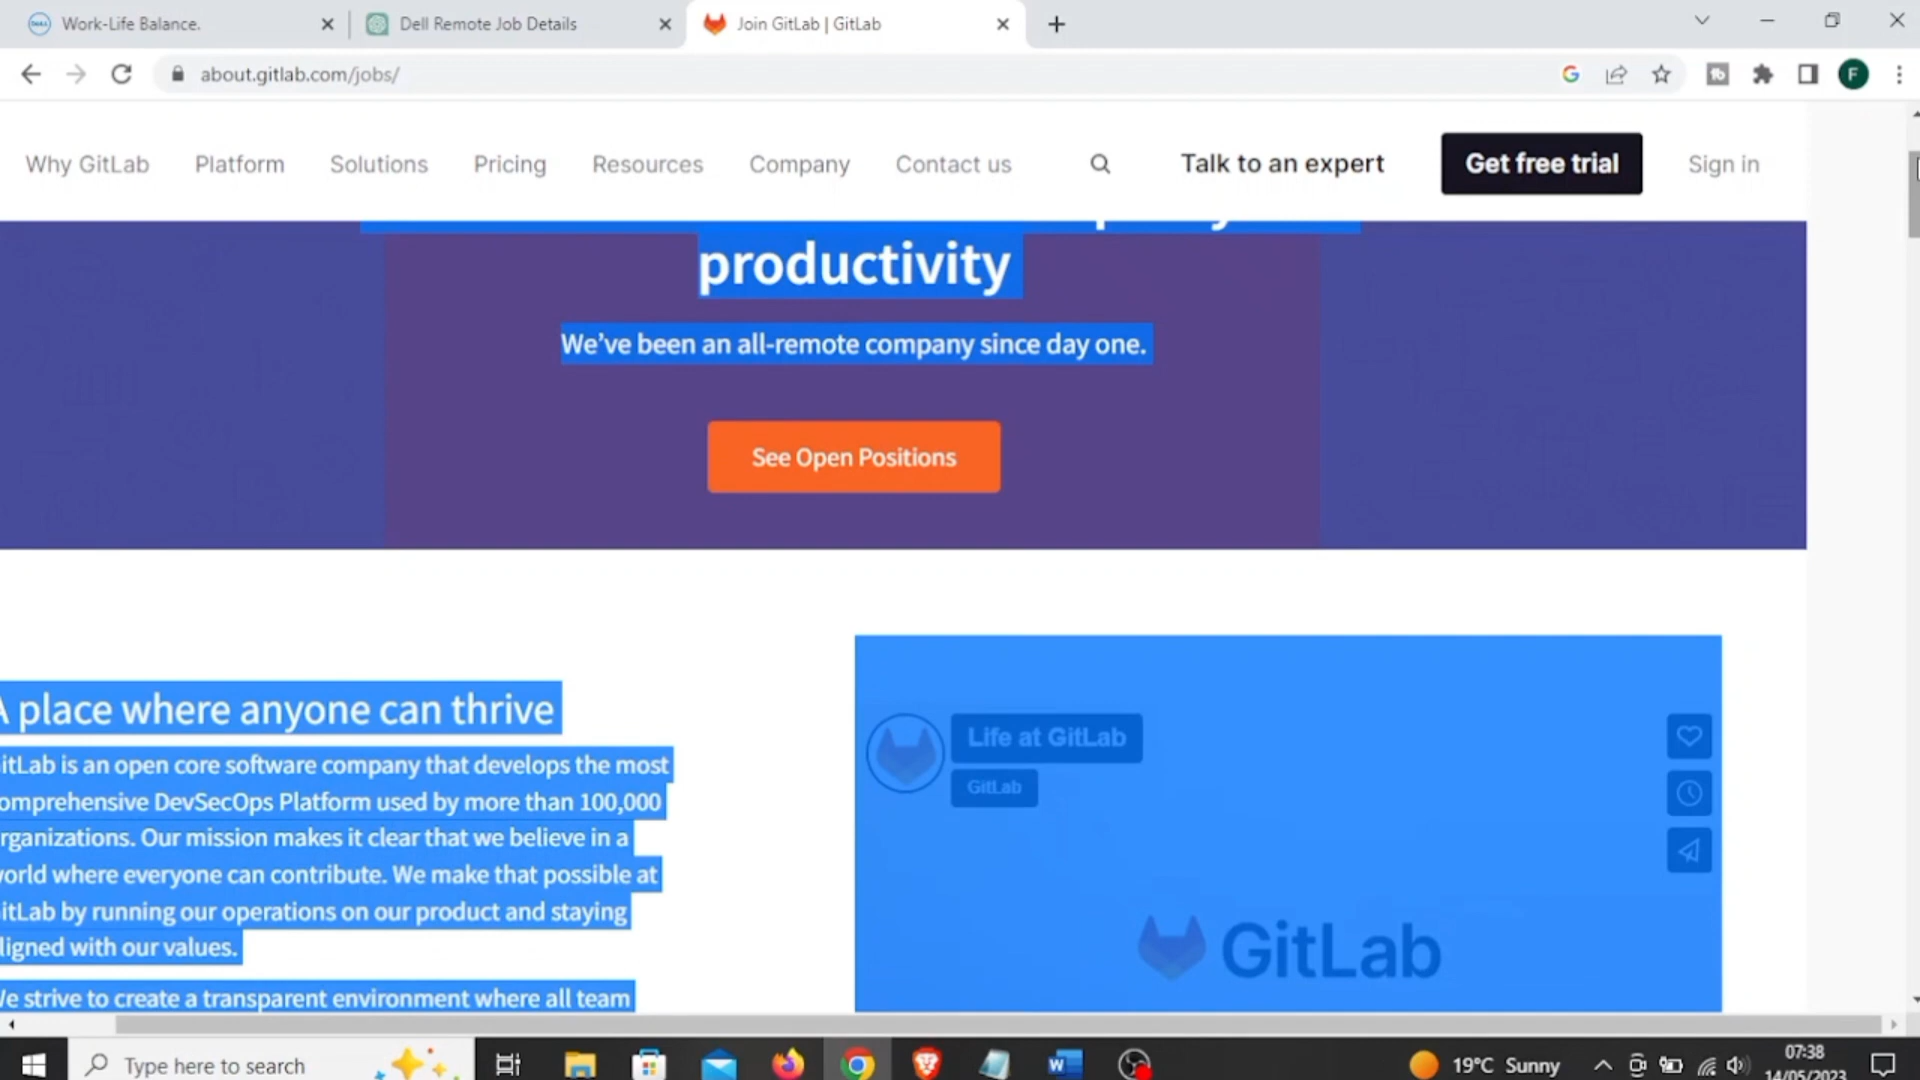 Work-Life Balance.
Dell Remote Job Details
Join GitLab | GitLab
about.gitlab.com/jobs/
F
Why GitLab
Platform
Solutions
Pricing
Resources
Company
Contact us
Talk to an expert
Get free trial
Sign in
productivity
We've been an all-remote company since day one.
See Open Positions
A place where anyone can thrive
itLab is an open core software company that develops the most
omprehensive DevSecOps Platform used by more than 100,000
rganizations. Our mission makes it clear that we believe in a
orld where everyone can contribute. We make that possible at
itLab by running our operations on our product and staying
ligned with our values.
We strive to create a transparent environment where all team
Life at GitLab
GitLab
GitLab
Type here to search
19°C Sunny
07:38
14/05/2023